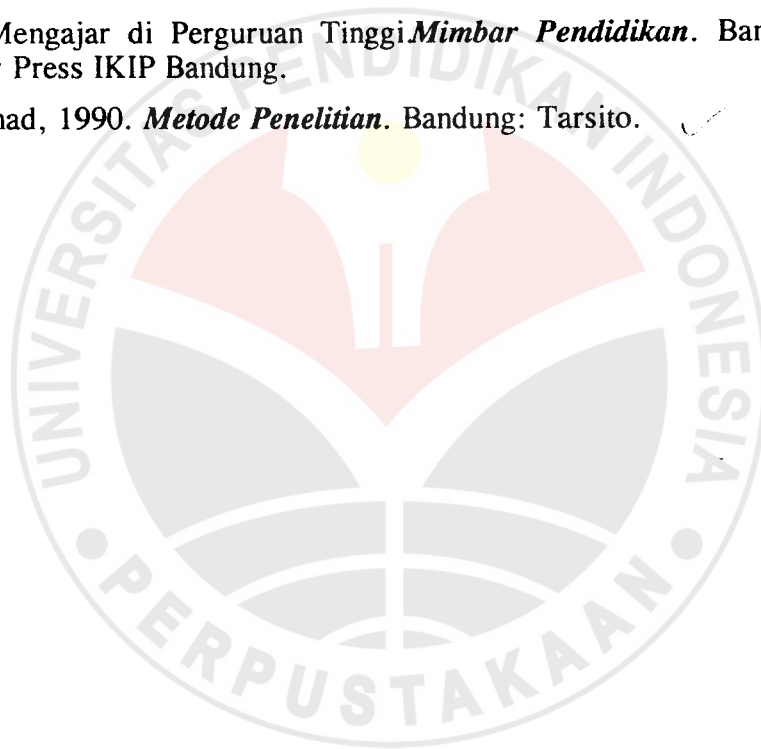 Mengajar di Perguruan Tinggi.Mimbar Pendidikan. Ban
Press IKIP Bandung.
nad, 1990. Metode Penelitian. Bandung: Tarsito.
UNIVERSITAS PENDIDIKAN INDONESIA
PERPUSTAKAAN